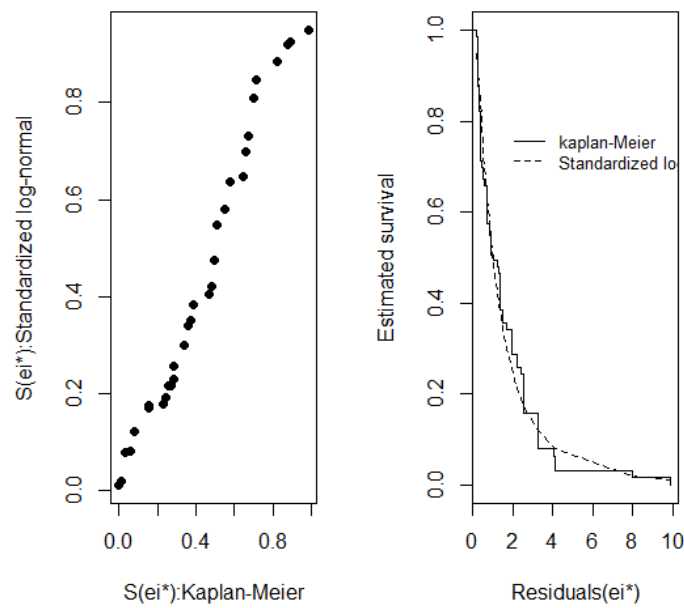 S(ei*):Standardized log-normal
0.0 0.2 0.4 0.6 0.8
0.0 0.4 0.8
S(ei*):Kaplan-Meier
Estimated survival
0.0 0.2 0.4 0.6 0.8 1.0
kaplan-Meier
Standardized lo
0 2 4 6 8 10
Residuals(ei*)